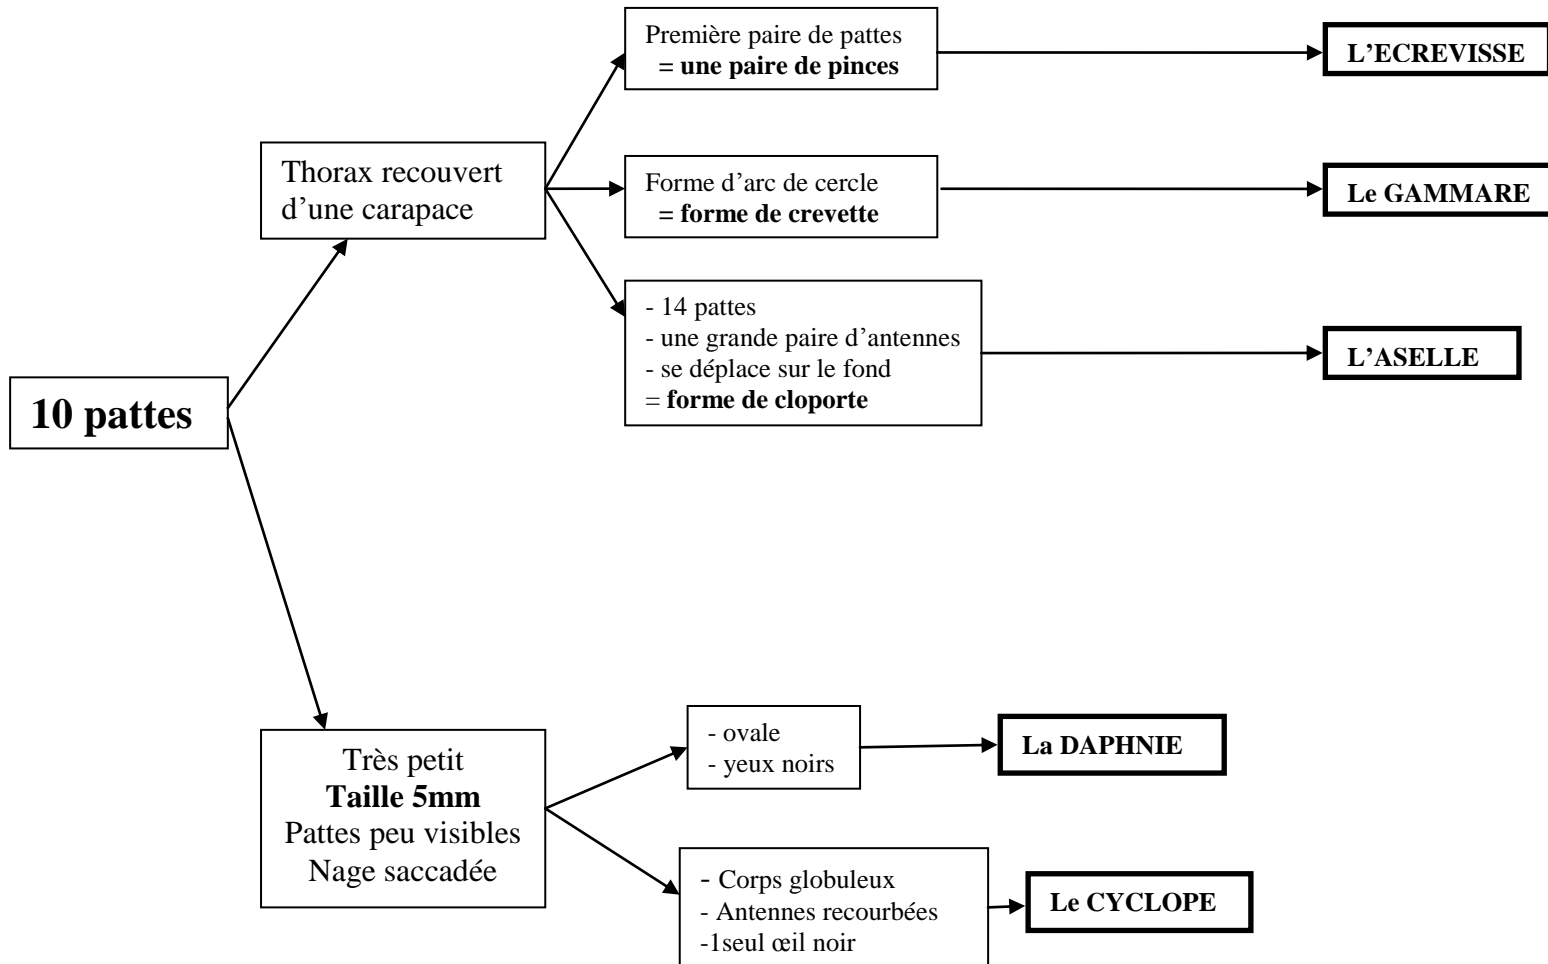 Première paire de pattes
= une paire de pinces
L'ECREVISSE
Thorax recouvert
d'une carapace
Forme d'arc de cercle
= forme de crevette
Le GAMMARE
- 14 pattes
- une grande paire d'antennes
- se déplace sur le fond
= forme de cloporte
L'ASELLE
10 pattes
Très petit
Taille 5mm
Pattes peu visibles
Nage saccadée
- ovale
- yeux noirs
La DAPHNIE
- Corps globuleux
- Antennes recourbées
-1seul œil noir
Le CYCLOPE